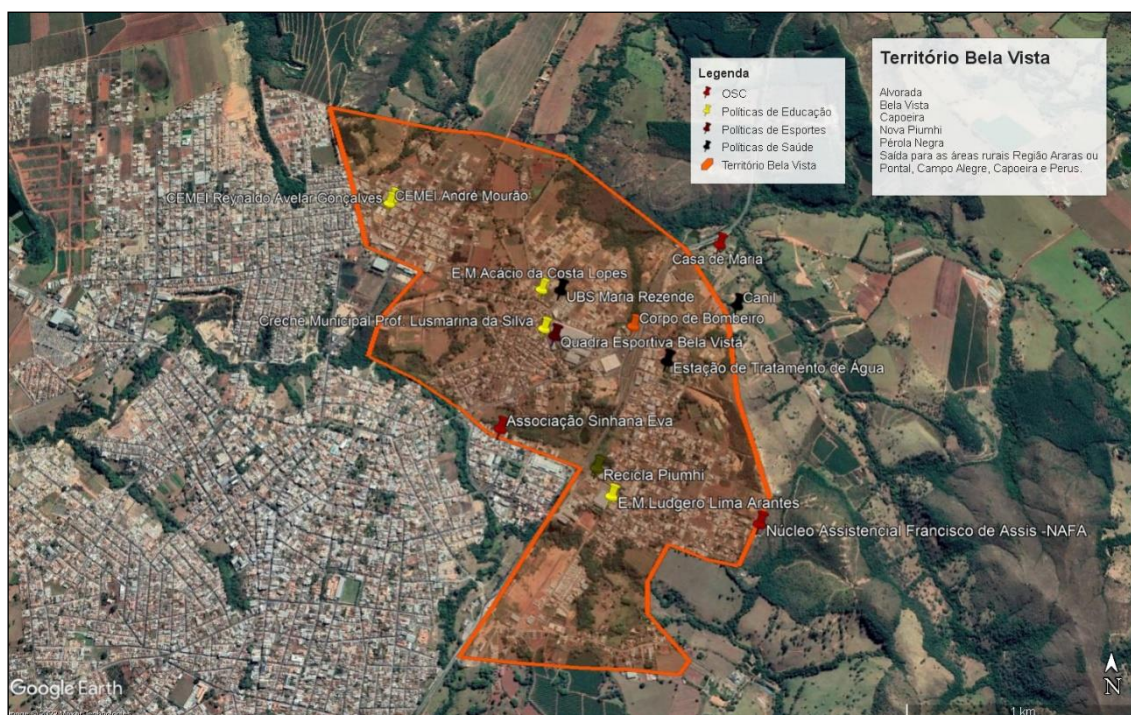 Território Bela Vista
Alvorada
Bela Vista
Capoeira
Nova Piumhi
Pérola Negra
Saída para as áreas rurais Região Araras ou
Pontal, Campo Alegre, Capoeira e Perus.
Legenda
OSC
Políticas de Educação
Políticas de Esportes
Políticas de Saúde
Território Bela Vista
CEMEI Reynaldo Avelar Gonçalves
CEMEI André Mourão
Casa de Maria
E.M Acácio da Costa Lopes
UBS Maria Rezende
Canil
Creche Municipal Prof. Lusmarina da Silva
Corpo de Bombeiro
Quadra Esportiva Bela Vista
Estação de Tratamento de Água
Associação Sinhana Eva
Recicla Piumhi
E.M.Ludgero Lima Arantes
Núcleo Assistencial Francisco de Assis -NAFA
Google Earth
N
1 km